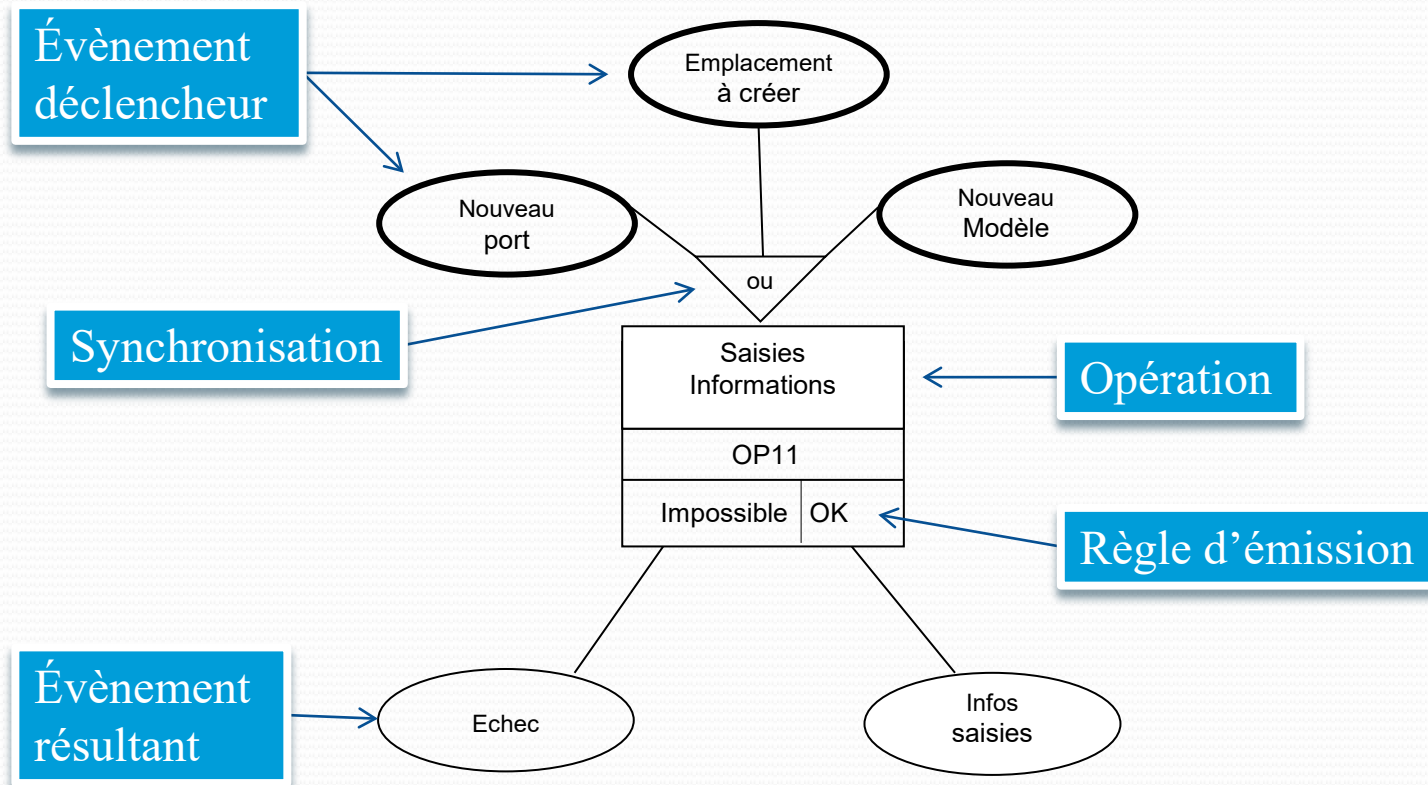 Évènement
déclencheur
Emplacement
à créer
Nouveau
port
Nouveau
Modèle
ou
Synchronisation
Saisies
Informations
Opération
OP11
Impossible
OK
Règle d’émission
Évènement
résultant
Echec
Infos
saisies